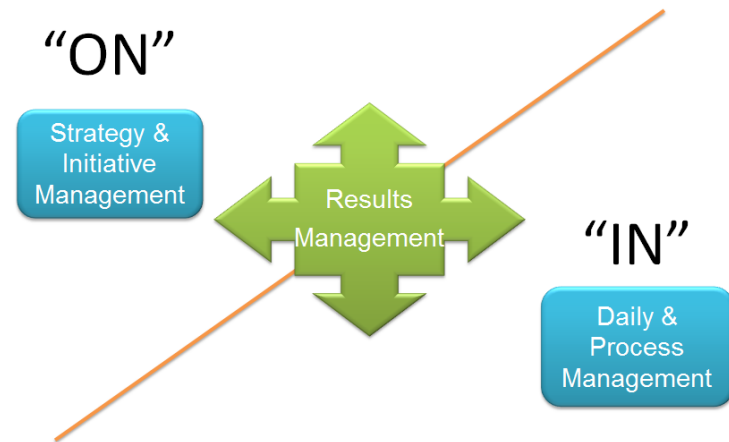 “ON”
Strategy &
Initiative
Management
Results
Management
“IN”
Daily &
Process
Management